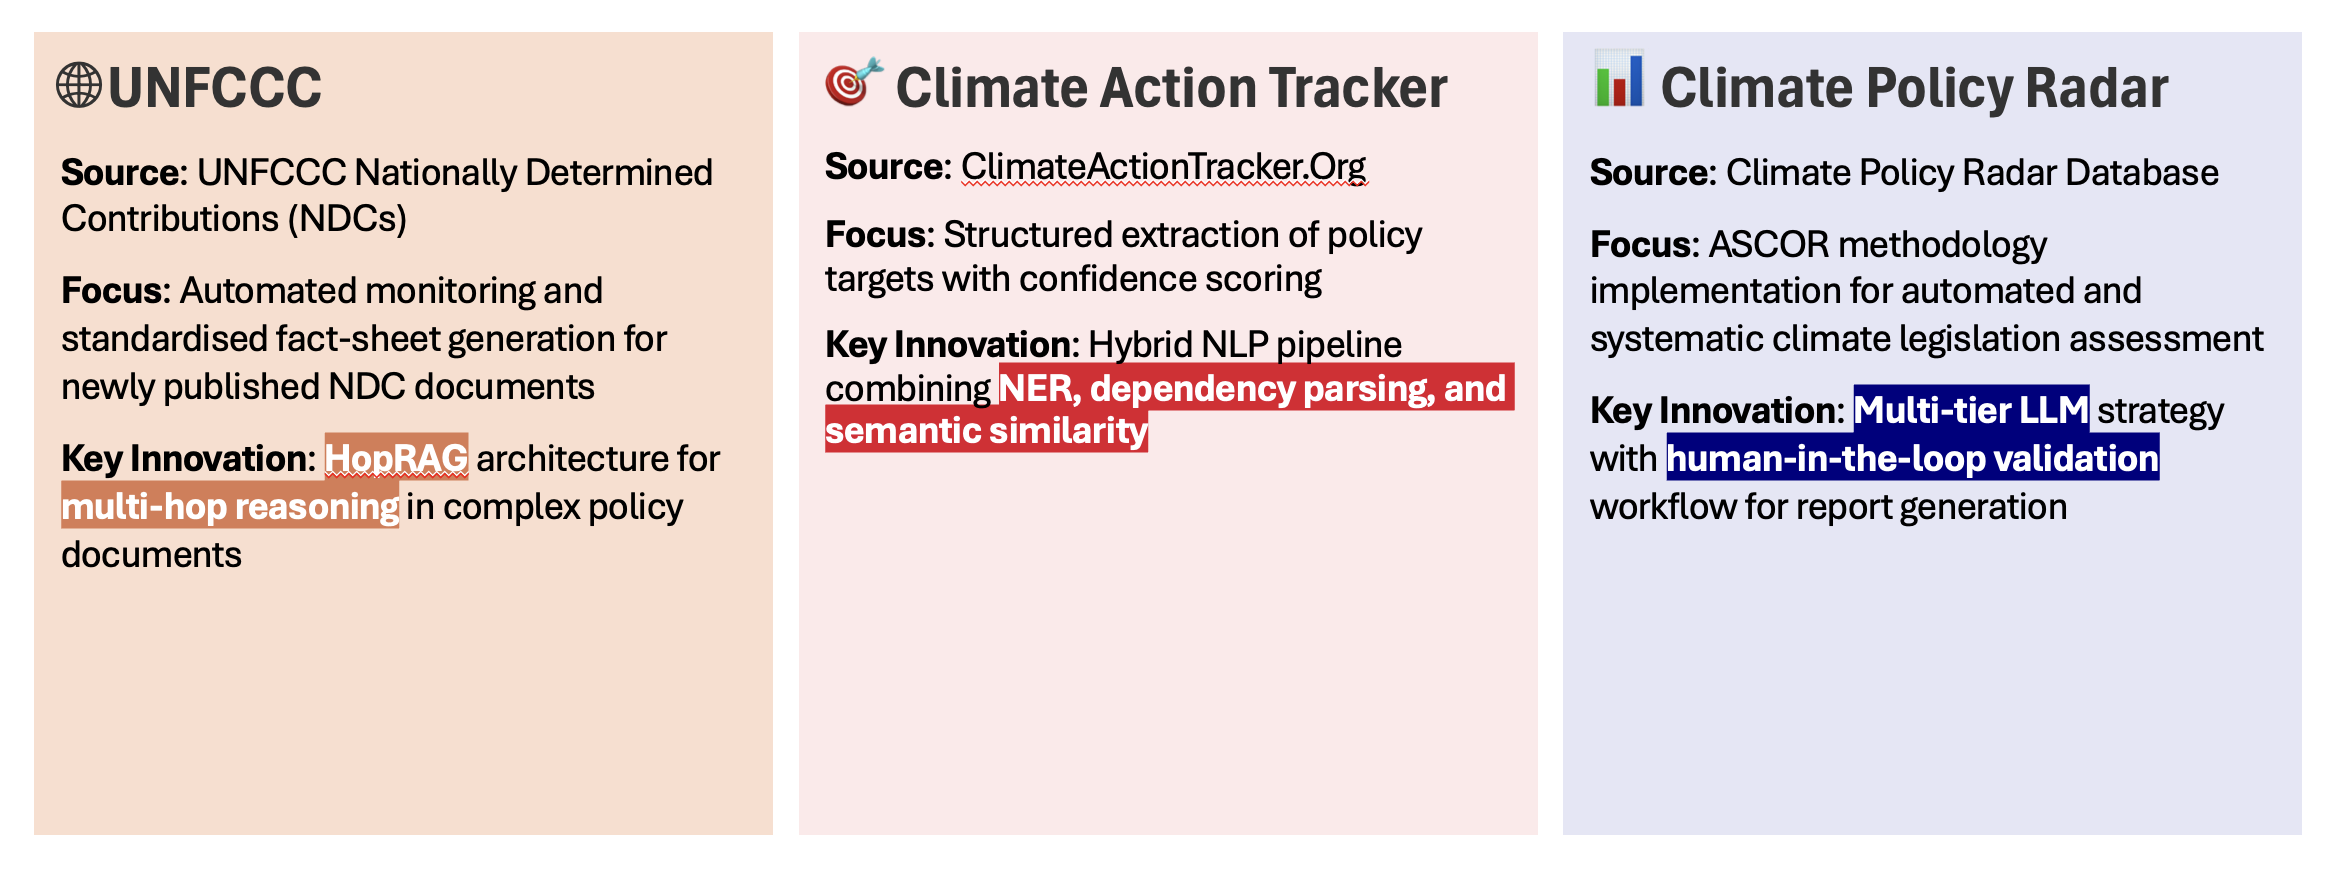 UNFCCC
Source: UNFCCC Nationally Determined
Contributions (NDCs)
Focus: Automated monitoring and
standardised fact-sheet generation for
newly published NDC documents
Key Innovation: HopRAG architecture for
multi-hop reasoning in complex policy
documents
Climate Action Tracker
Source: ClimateActionTracker.Org
Focus: Structured extraction of policy
targets with confidence scoring
Key Innovation: Hybrid NLP pipeline
combining NER, dependency parsing, and
semantic similarity
Climate Policy Radar
Source: Climate Policy Radar Database
Focus: ASCOR methodology
implementation for automated and
systematic climate legislation assessment
Key Innovation: Multi-tier LLM strategy
with human-in-the-loop validation
workflow for report generation